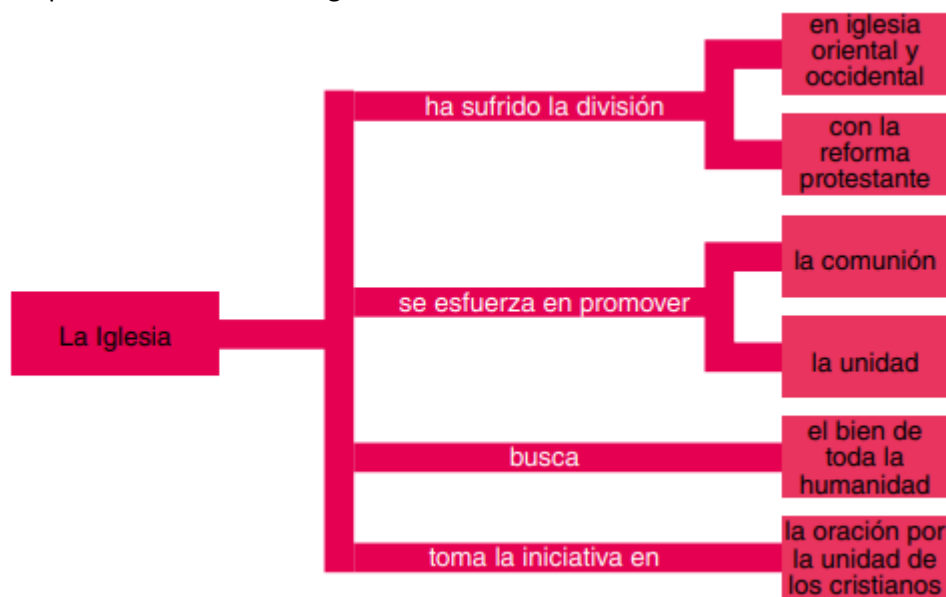 La Iglesia
ha sufrido la división
en iglesia
oriental y
occidental
con la
reforma
protestante
se esfuerza en promover
la comunión
la unidad
busca
el bien de
toda la
humanidad
toma la iniciativa en
la oración por
la unidad de
los cristianos